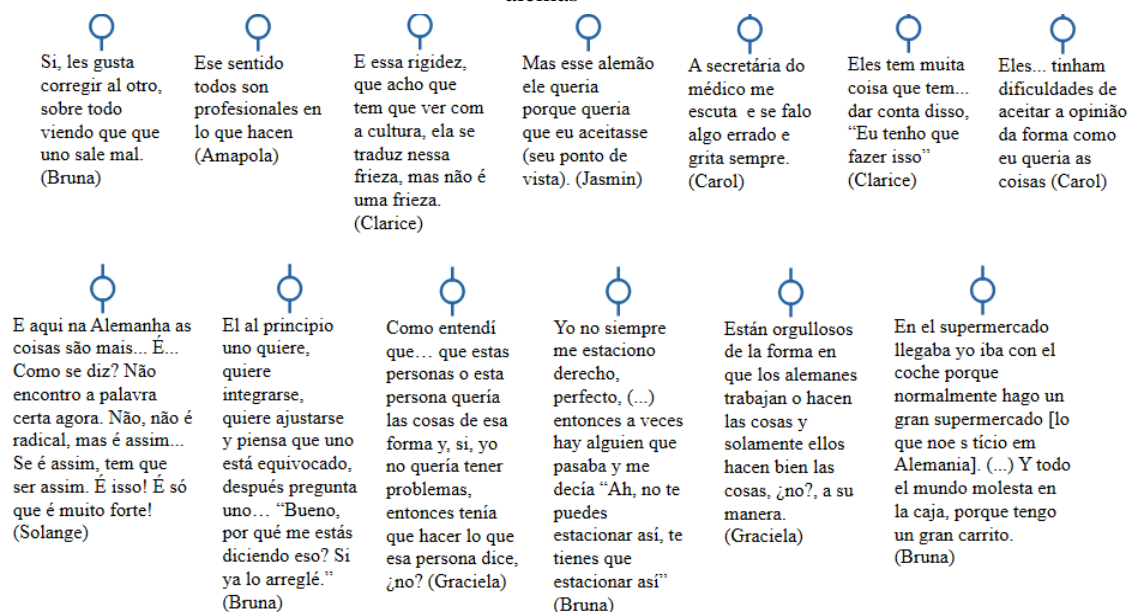 alemãs
Si, les gusta
corregir al otro,
sobre todo
viendo que que
uno sale mal.
(Bruna)
Ese sentido
todos son
profesionales en
lo que hacen
(Amapola)
E essa rigidez,
que acho que
tem que ver com
a cultura, ela se
traduz nessa
frieza, mas não é
uma frieza.
(Clarice)
Mas esse alemão
ele queria
porque queria
que eu aceitasse
(seu ponto de
vista). (Jasmin)
A secretária do
médico me
escuta e se falo
algo errado e
grita sempre.
(Carol)
Eles tem muita
coisa que tem...
dar conta disso,
“Eu tenho que
fazer isso”
(Clarice)
Eles... tinham
dificuldades de
aceitar a opinião
da forma como
eu queria as
coisas (Carol)
E aqui na Alemanha as
coisas são mais... É...
Como se diz? Não
encontro a palavra
certa agora. Não, não é
radical, mas é assim...
Se é assim, tem que
ser assim. É isso! É só
que é muito forte!
(Solange)
El al principio
uno quiere,
quiere
integrarse,
quiere ajustarse
y piensa que uno
está equivocado,
después pregunta
uno… “Bueno,
por qué me estás
diciendo eso? Si
ya lo arreglé.”
(Bruna)
Como entendí
que… que estas
personas o esta
persona quería
las cosas de esa
forma y, si, yo
no quería tener
problemas,
entonces tenía
que hacer lo que
esa persona dice,
¿no? (Graciela)
Yo no siempre
me estaciono
derecho,
perfecto, (...)
entonces a veces
hay alguien que
pasaba y me
decía “Ah, no te
puedes
estacionar así, te
tienes que
estacionar así”
(Bruna)
Están orgullosos
de la forma en
que los alemanes
trabajan o hacen
las cosas y
solamente ellos
hacen bien las
cosas, ¿no?, a su
manera.
(Graciela)
En el supermercado
llegaba yo iba con el
coche porque
normalmente hago un
gran supermercado [lo
que noe s tício em
Alemania]. (...) Y todo
el mundo molesta en
la caja, porque tengo
un gran carrito.
(Bruna)